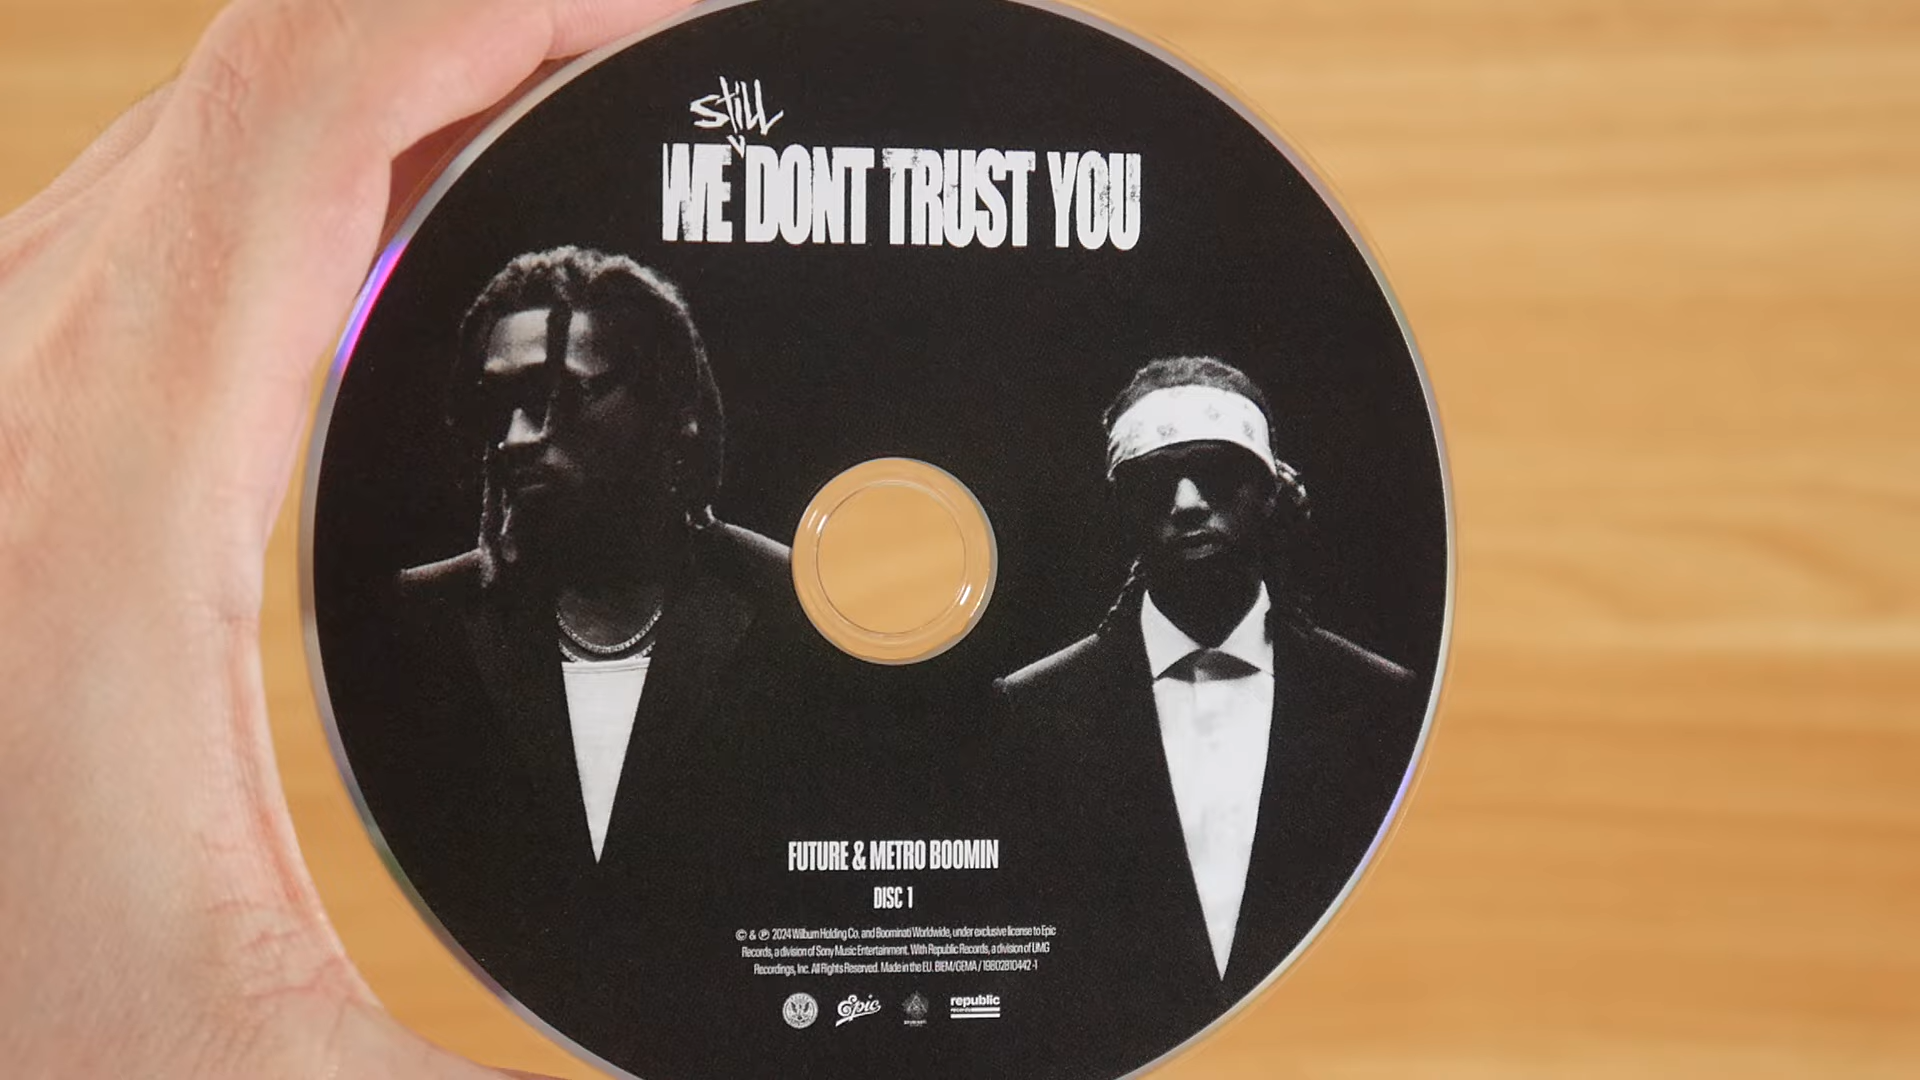 still
WE DONT TRUST YOU
FUTURE & METRO BOOMIN
DISC 1
© & ℗ 2024 Wilburn Holding Co. and Boominati Worldwide, under exclusive license to Epic
Records, a division of Sony Music Entertainment. With Republic Records, a division of UMG
Recordings, Inc. All Rights Reserved. Made in the EU. BIEM/GEMA / 19802810442-1
Epic
republic
records